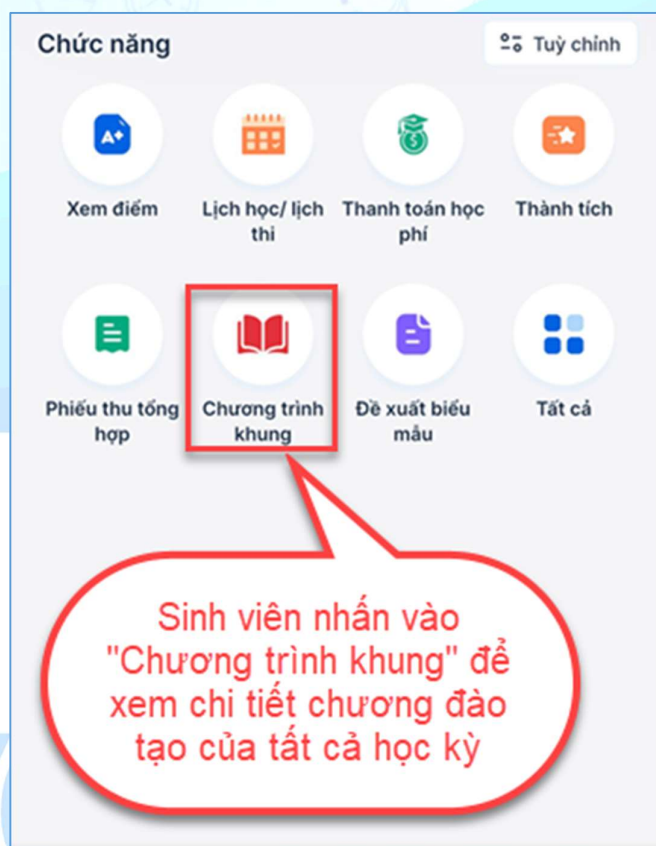 Chức năng
Tuỳ chỉnh
A+
Xem điểm
Lịch học/ lịch
thi
Thanh toán học
phí
Thành tích
Phiếu thu tổng
hợp
Chương trình
khung
Đề xuất biểu
mẫu
Tất cả
Sinh viên nhấn vào
"Chương trình khung" để
xem chi tiết chương đào
tạo của tất cả học kỳ